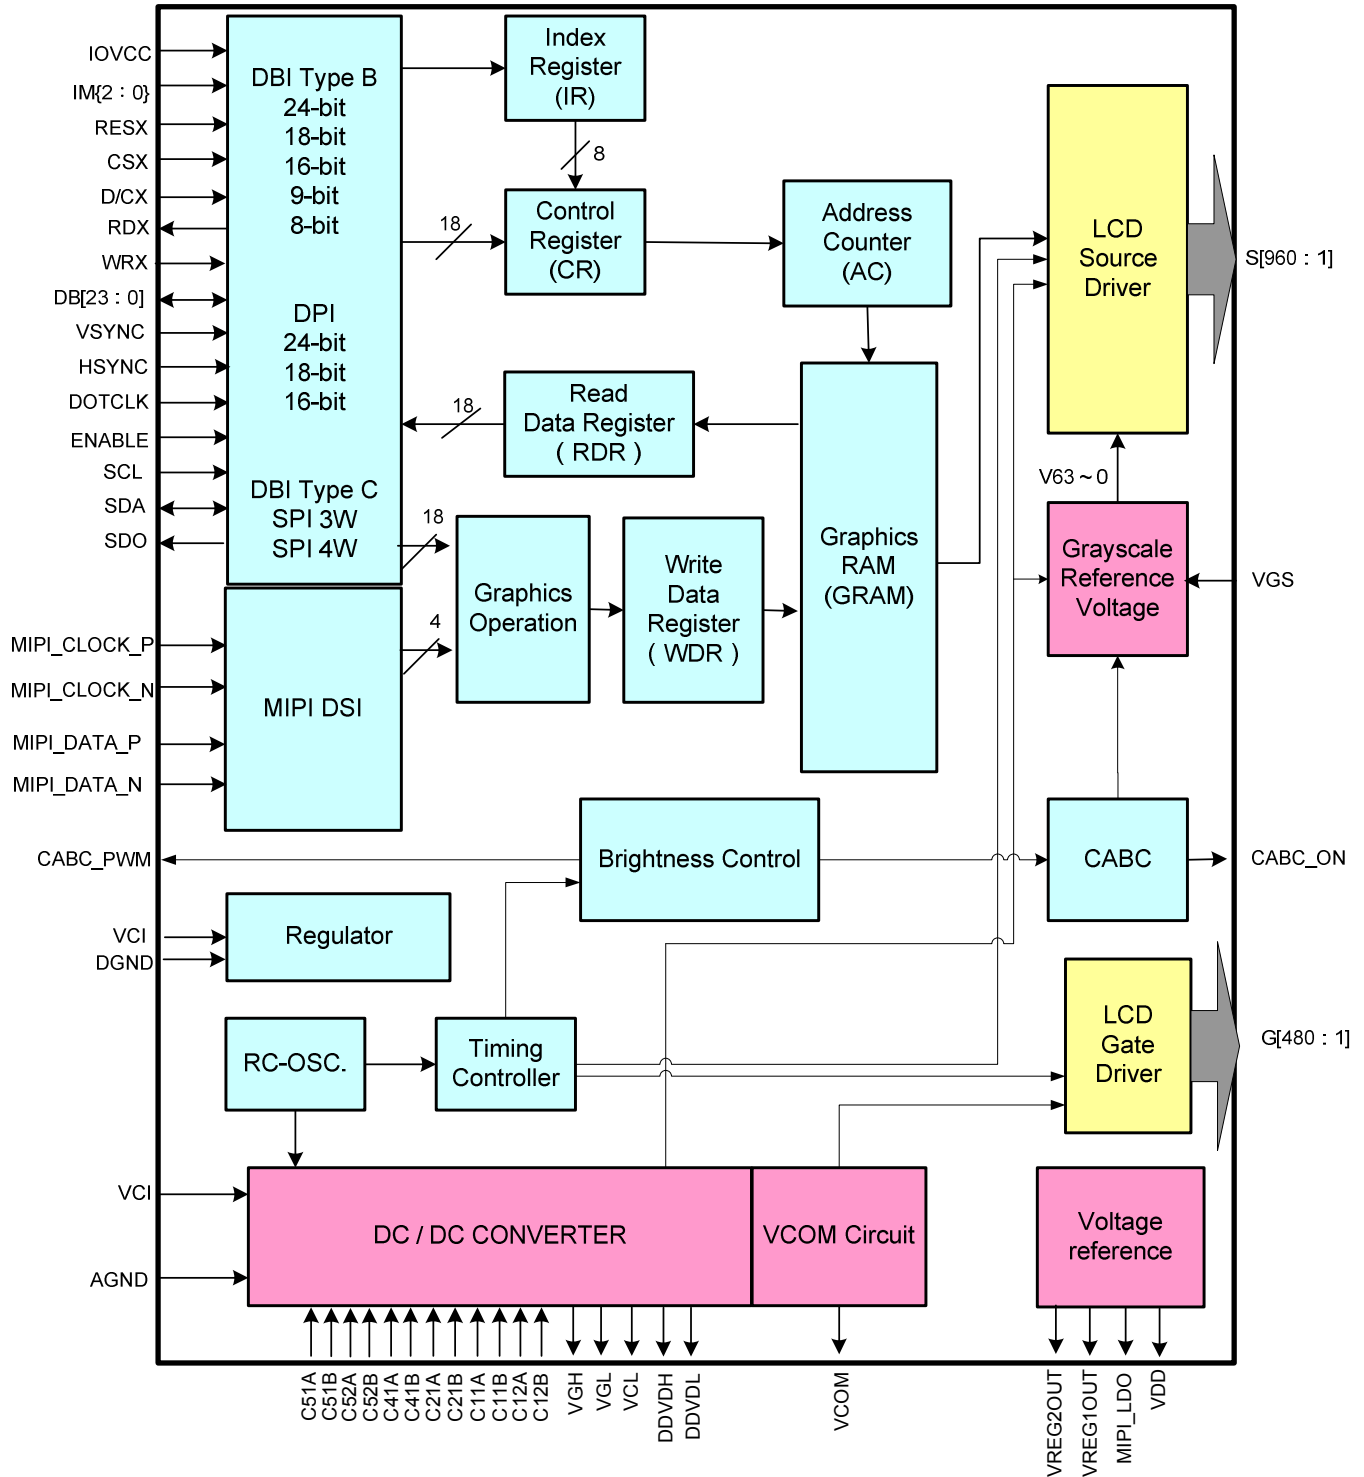 IOVCC
IM{2 : 0}
RESX
CSX
D/CX
RDX
WRX
DB[23 : 0]
VSYNC
HSYNC
DOTCLK
ENABLE
SCL
SDA
SDO
MIPI_CLOCK_P
MIPI_CLOCK_N
MIPI_DATA_P
MIPI_DATA_N
CABC_PWM
VCI
DGND
VCI
AGND
DBI Type B
24-bit
18-bit
16-bit
9-bit
8-bit
DPI
24-bit
18-bit
16-bit
DBI Type C
SPI 3W
SPI 4W
MIPI DSI
Index
Register
(IR)
8
18
Control
Register
(CR)
Address
Counter
(AC)
18
Read
Data Register
( RDR )
18
4
Graphics
Operation
Write
Data
Register
( WDR )
Graphics
RAM
(GRAM)
LCD
Source
Driver
S[960 : 1]
V63 ~ 0
Grayscale
Reference
Voltage
VGS
Brightness Control
CABC
CABC_ON
Regulator
RC-OSC.
Timing
Controller
LCD
Gate
Driver
G[480 : 1]
DC / DC CONVERTER
VCOM Circuit
Voltage
reference
C51A
C51B
C52A
C52B
C41A
C41B
C21A
C21B
C11A
C11B
C12A
C12B
VGH
VGL
VCL
DDVDH
DDVDL
VCOM
VREG2OUT
VREG1OUT
MIPI_LDO
VDD